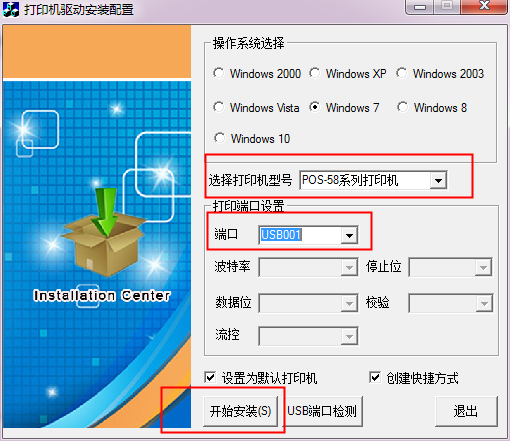 打印机驱动安装配置
操作系统选择
Windows 2000 Windows XP Windows 2003
Windows Vista Windows 7 Windows 8
Windows 10
选择打印机型号 POS-58系列打印机
打印端口设置
端口 USB001
波特率 停止位
数据位 校验
流控
Installation Center
设置为默认打印机 创建快捷方式
开始安装(S) USB端口检测 退出